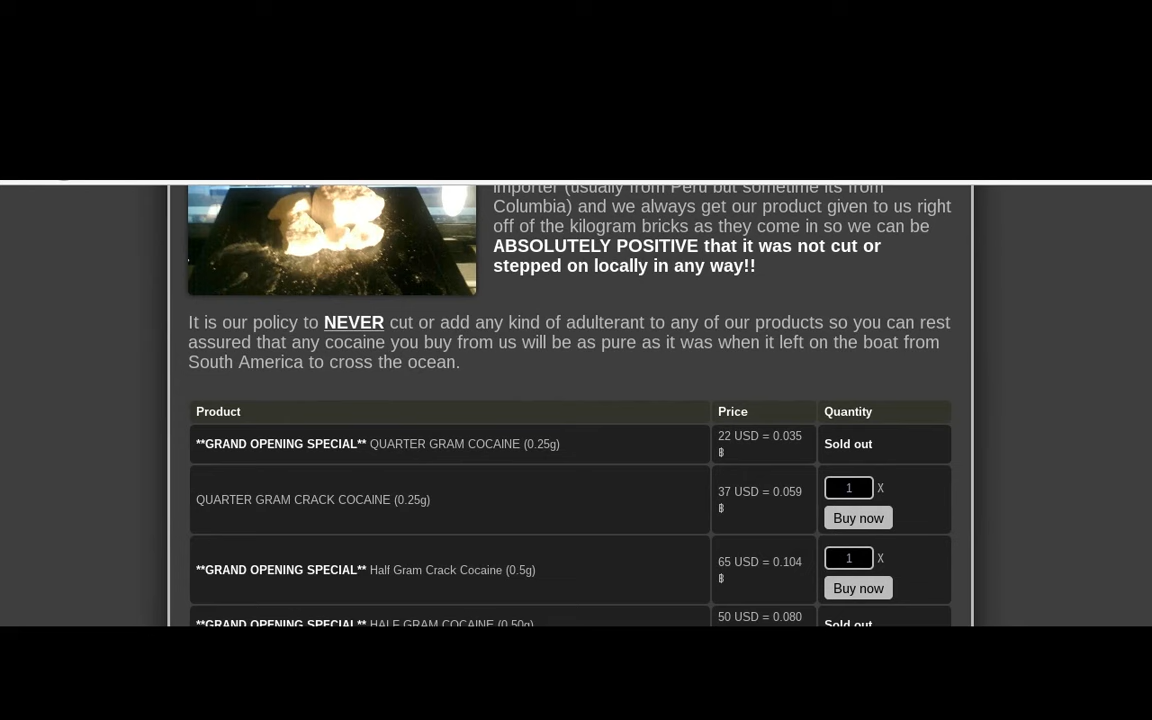 importer (usually from Peru but sometime its from
Columbia) and we always get our product given to us right
off of the kilogram bricks as they come in so we can be
ABSOLUTELY POSITIVE that it was not cut or
stepped on locally in any way!!
It is our policy to NEVER cut or add any kind of adulterant to any of our products so you can rest
assured that any cocaine you buy from us will be as pure as it was when it left on the boat from
South America to cross the ocean.
Product Price Quantity
**GRAND OPENING SPECIAL** QUARTER GRAM COCAINE (0.25g) 22 USD = 0.035 Sold out
฿
QUARTER GRAM CRACK COCAINE (0.25g) 37 USD = 0.059 1 X
฿ Buy now
**GRAND OPENING SPECIAL** Half Gram Crack Cocaine (0.5g) 65 USD = 0.104 1 X
฿ Buy now
**GRAND OPENING SPECIAL** HALF GRAM COCAINE (0.50g) 50 USD = 0.080 Sold out